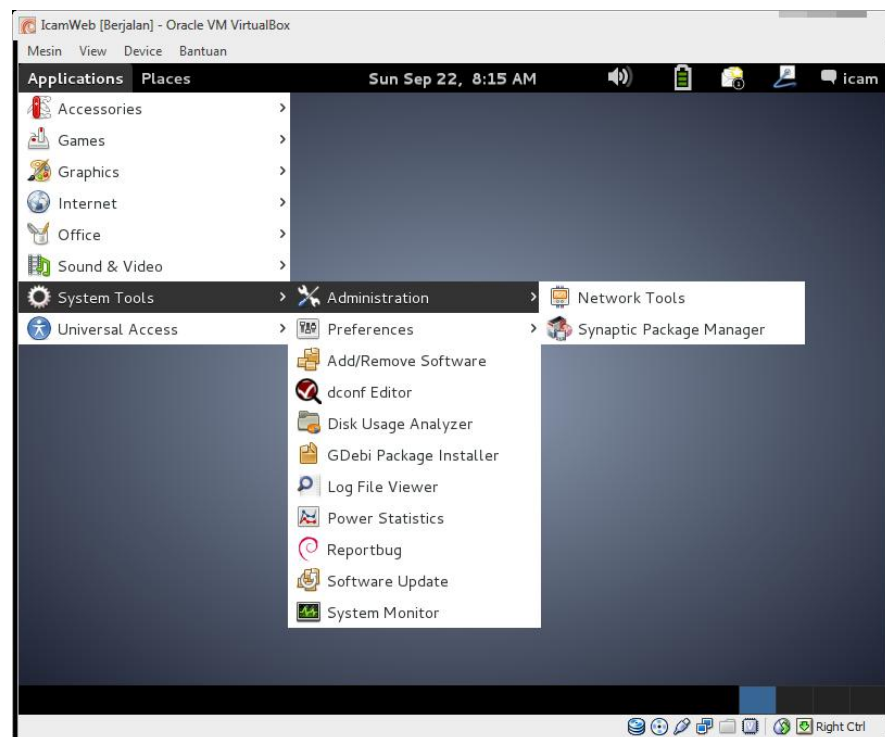 IcamWeb [Berjalan] - Oracle VM VirtualBox
Mesin View Device Bantuan
Applications Places Sun Sep 22, 8:15 AM icam
Accessories
Games
Graphics
Internet
Office
Sound & Video
System Tools
Universal Access
Administration
Preferences
Add/Remove Software
dconf Editor
Disk Usage Analyzer
GDebi Package Installer
Log File Viewer
Power Statistics
Reportbug
Software Update
System Monitor
Network Tools
Synaptic Package Manager
Right Ctrl